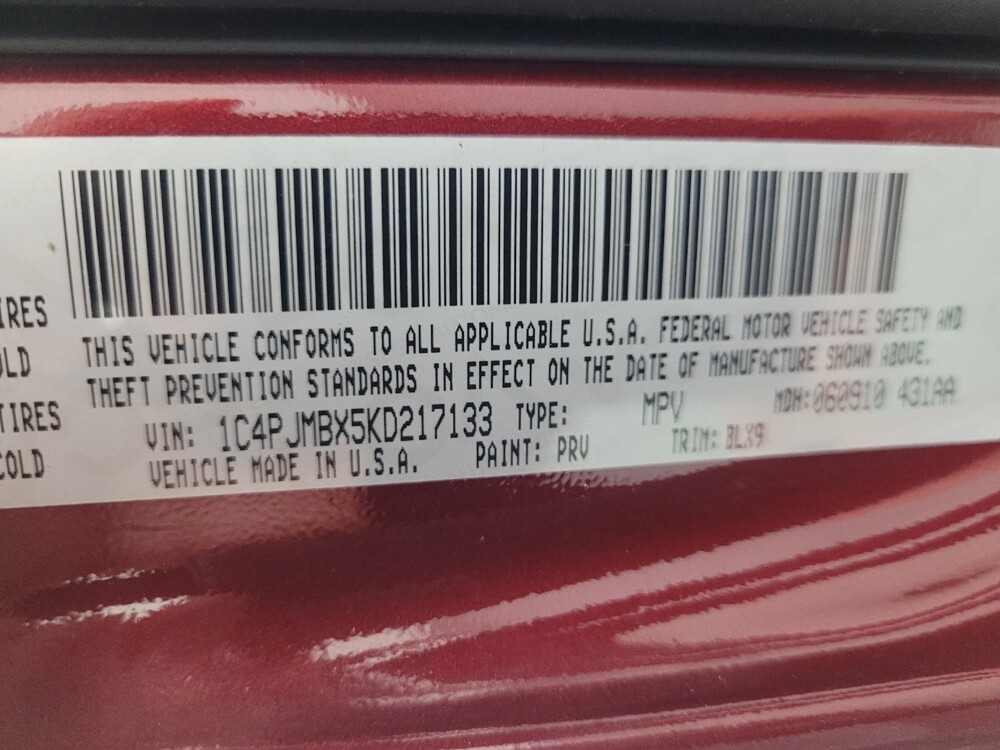 IRES
OLD
TIRES
COLD
THIS VEHICLE CONFORMS TO ALL APPLICABLE U.S.A. FEDERAL MOTOR VEHICLE SAFETY AND
THEFT PREVENTION STANDARDS IN EFFECT ON THE DATE OF MANUFACTURE SHOWN ABOVE.
VIN: 1C4PJMBX5KD217133 TYPE: MPV MDH:060910 431AA
VEHICLE MADE IN U.S.A. PAINT: PRV TRIM: BLX9